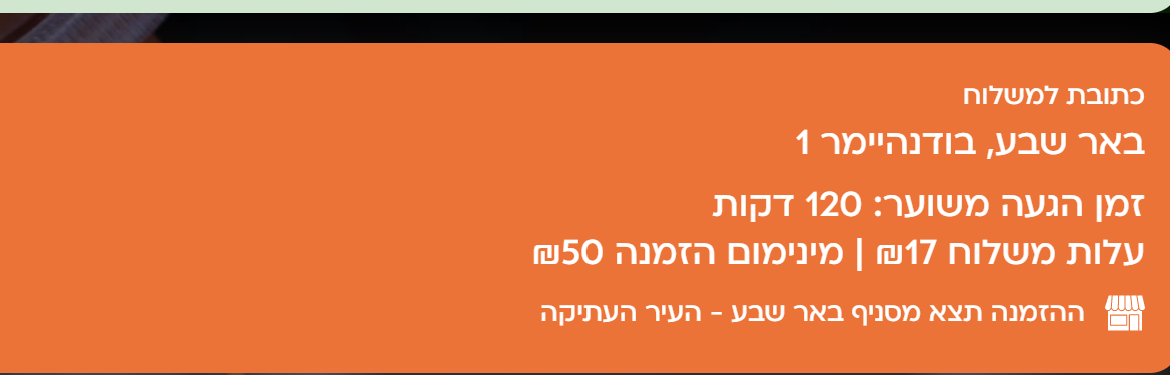 כתובת למשלוח
באר שבע, בודנהיימר 1
זמן הגעה משוער: 120 דקות
עלות משלוח 17₪ | מינימום הזמנה 50₪
ההזמנה תצא מסניף באר שבע - העיר העתיקה